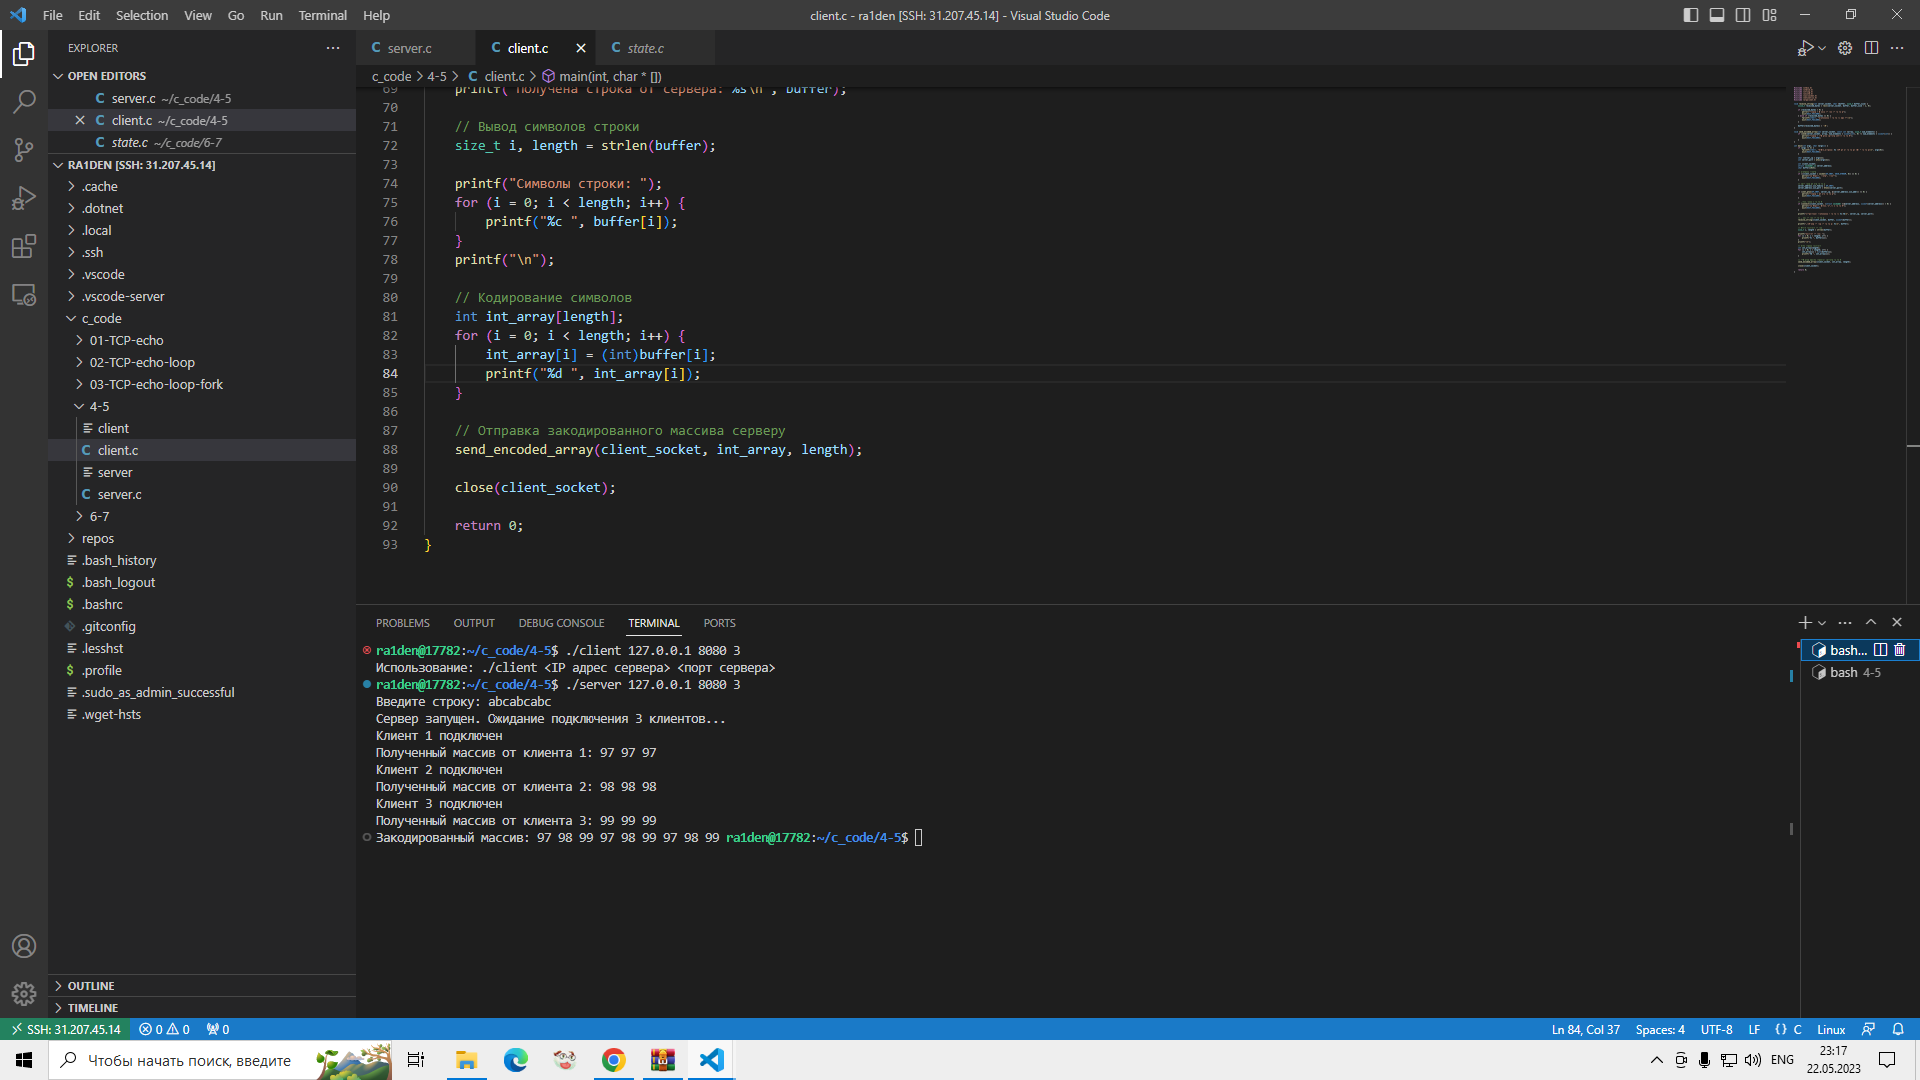 File Edit Selection View Go Run Terminal Help
client.c - ra1den [SSH: 31.207.45.14] - Visual Studio Code
EXPLORER
OPEN EDITORS
server.c ~/c_code/4-5
client.c ~/c_code/4-5
state.c ~/c_code/6-7
RA1DEN [SSH: 31.207.45.14]
.cache
.dotnet
.local
.ssh
.vscode
.vscode-server
c_code
01-TCP-echo
02-TCP-echo-loop
03-TCP-echo-loop-fork
4-5
client
client.c
server
server.c
6-7
repos
.bash_history
.bash_logout
.bashrc
.gitconfig
.lesshst
.profile
.sudo_as_admin_successful
.wget-hsts
OUTLINE
TIMELINE
server.c client.c state.c
c_code > 4-5 > client.c > main(int, char * [])
69 printf("Получена строка от сервера: %s\n", buffer);
70
71 // Вывод символов строки
72 size_t i, length = strlen(buffer);
73
74 printf("Символы строки: ");
75 for (i = 0; i < length; i++) {
76 printf("%c ", buffer[i]);
77 }
78 printf("\n");
79
80 // Кодирование символов
81 int int_array[length];
82 for (i = 0; i < length; i++) {
83 int_array[i] = (int)buffer[i];
84 printf("%d ", int_array[i]);
85 }
86
87 // Отправка закодированного массива серверу
88 send_encoded_array(client_socket, int_array, length);
89
90 close(client_socket);
91
92 return 0;
93 }
PROBLEMS OUTPUT DEBUG CONSOLE TERMINAL PORTS
ra1den@17782:~/c_code/4-5$ ./client 127.0.0.1 8080 3
Использование: ./client <IP адрес сервера> <порт сервера>
ra1den@17782:~/c_code/4-5$ ./server 127.0.0.1 8080 3
Введите строку: abcabcabc
Сервер запущен. Ожидание подключения 3 клиентов...
Клиент 1 подключен
Полученный массив от клиента 1: 97 97 97
Клиент 2 подключен
Полученный массив от клиента 2: 98 98 98
Клиент 3 подключен
Полученный массив от клиента 3: 99 99 99
Закодированный массив: 97 98 99 97 98 99 97 98 99 ra1den@17782:~/c_code/4-5$
bash...
bash 4-5
SSH: 31.207.45.14 0 0 0
Ln 84, Col 37 Spaces: 4 UTF-8 LF {} C Linux
Чтобы начать поиск, введите
ENG
23:17
22.05.2023